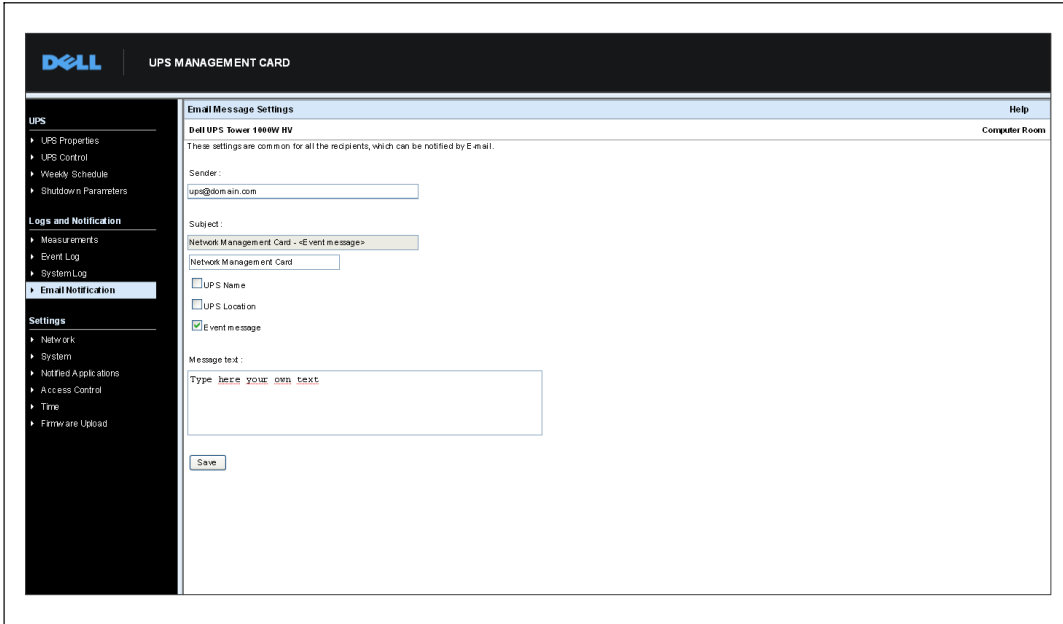 DELL
UPS MANAGEMENT CARD
UPS
UPS Properties
UPS Control
Weekly Schedule
Shutdown Parameters
Logs and Notification
Measurements
Event Log
System Log
Email Notification
Settings
Network
System
Notified Applications
Access Control
Time
Firmware Upload
Email Message Settings Help
Dell UPS Tower 1000W HV Computer Room
These settings are common for all the recipients, which can be notified by E-mail.
Sender :
ups@domain.com
Subject :
Network Management Card - <Event message>
Network Management Card
UPS Name
UPS Location
Event message
Message text :
Type here your own text
Save